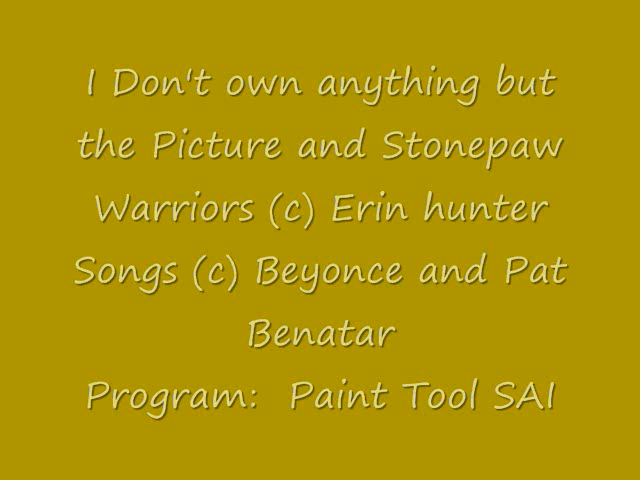 I Don't own anything but
the Picture and Stonepaw
Warriors (c) Erin hunter
Songs (c) Beyonce and Pat
Benatar
Program:  Paint Tool SAI